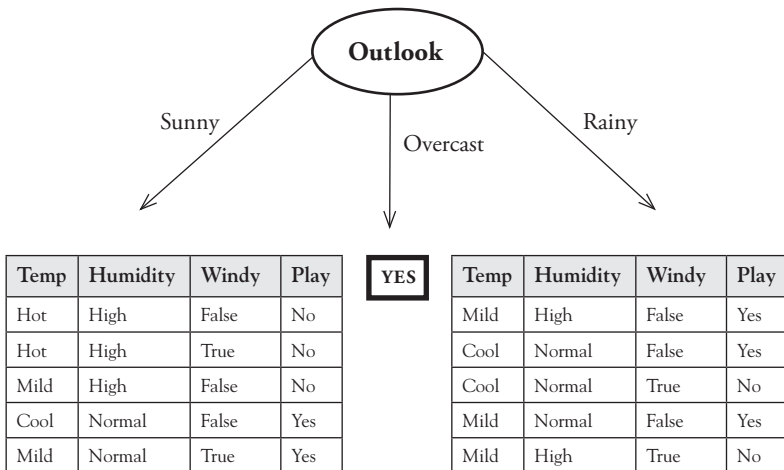 Outlook
Sunny
Overcast
Rainy
Temp Humidity Windy Play
Hot High False No
Hot High True No
Mild High False No
Cool Normal False Yes
Mild Normal True Yes
YES
Temp Humidity Windy Play
Mild High False Yes
Cool Normal False Yes
Cool Normal True No
Mild Normal False Yes
Mild High True No